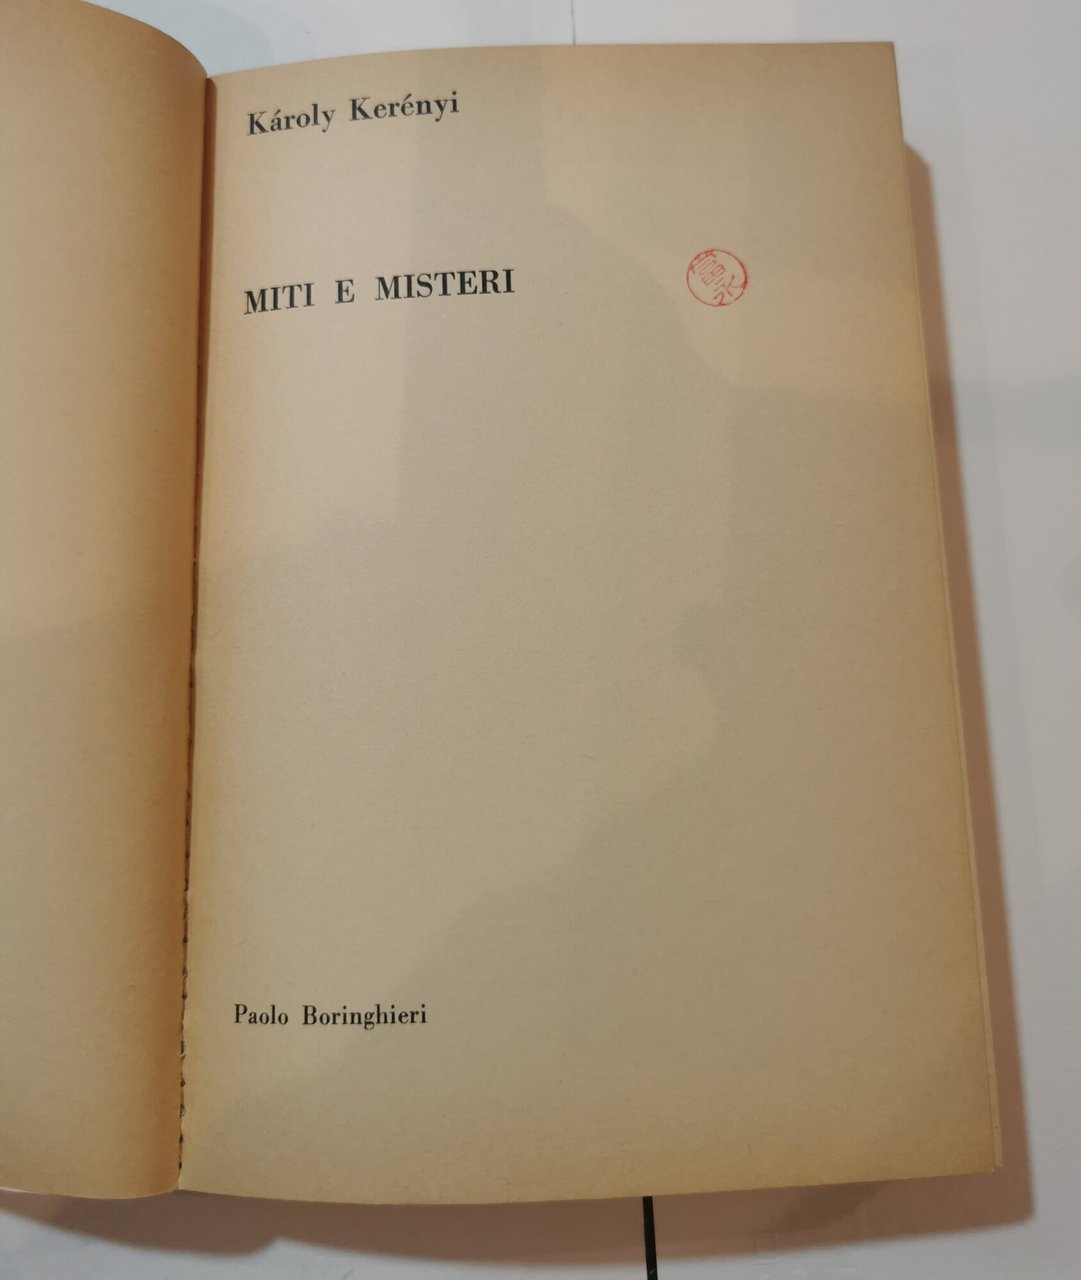 Károly Kerényi
MITI E MISTERI
Paolo Boringhieri